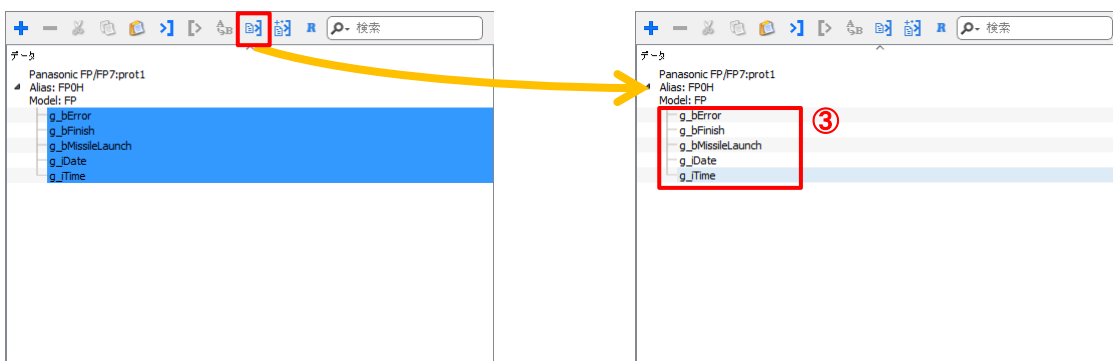 検索
データ
Panasonic FP/FP7:prot1
Alias: FP0H
Model: FP
g_bError
g_bFinish
g_bMissileLaunch
g_iDate
g_iTime
検索
データ
Panasonic FP/FP7:prot1
Alias: FP0H
Model: FP
g_bError
g_bFinish
g_bMissileLaunch
g_iDate
g_iTime
③